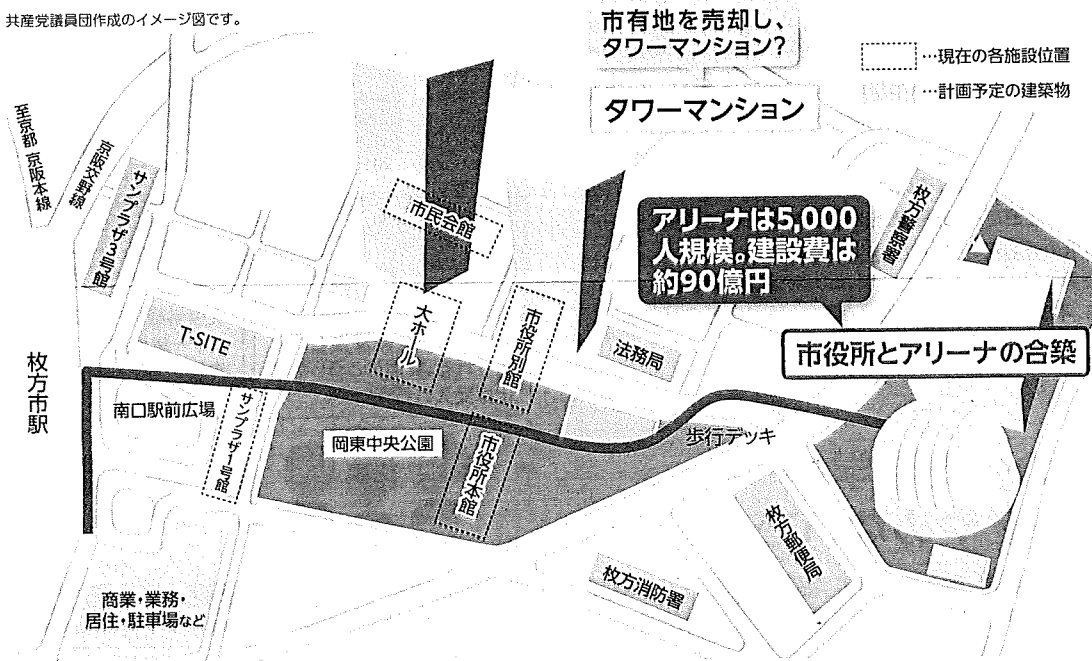 共産党議員団作成のイメージ図です。
市有地を売却し、
タワーマンション?
タワーマンション
…現在の各施設位置
…計画予定の建築物
至京都 京阪本線
京阪交野線
サンプラザ3号館
市民会館
アリーナは5,000
人規模。建設費は
約90億円
枚方警察署
T-SITE
大ホール
市役所別館
法務局
市役所とアリーナの合築
枚方市駅
南口駅前広場
サンプラザ1号館
岡東中央公園
市役所本館
歩行デッキ
枚方郵便局
枚方消防署
商業・業務・
居住・駐車場など